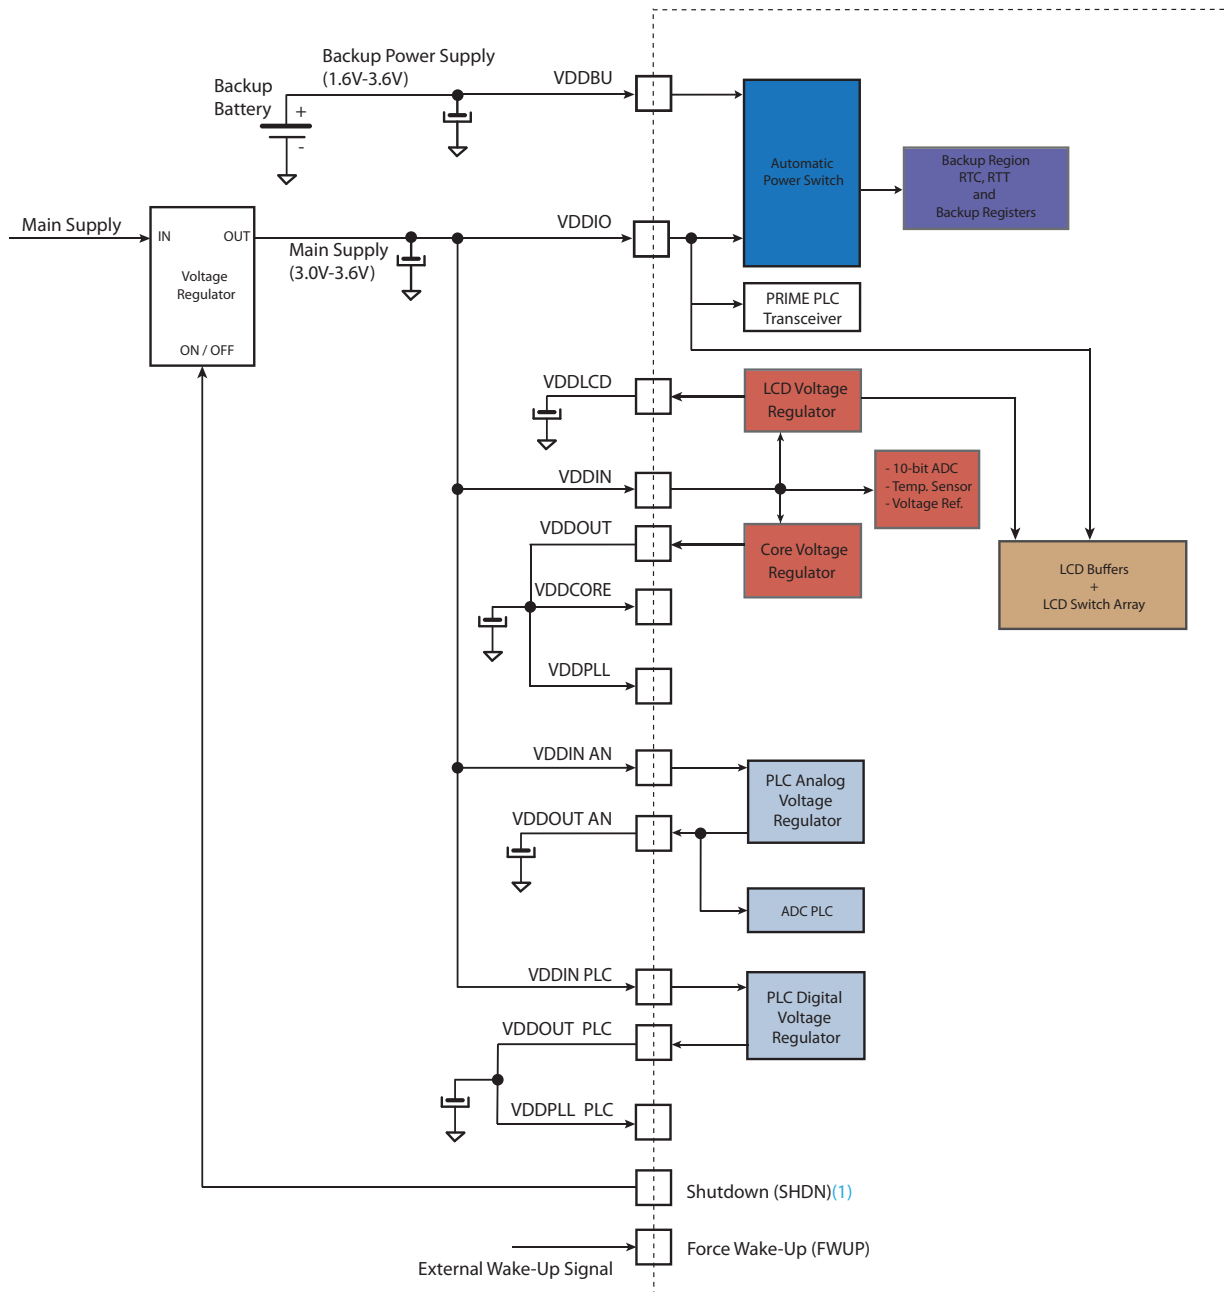 Backup Power Supply
(1.6V-3.6V)
VDDBU
Backup
Battery
+
-
Automatic
Power Switch
Backup Region
RTC, RTT
and
Backup Registers
Main Supply
IN
OUT
Voltage
Regulator
ON / OFF
Main Supply
(3.0V-3.6V)
VDDIO
PRIME PLC
Transceiver
VDDLCD
LCD Voltage
Regulator
VDDIN
- 10-bit ADC
- Temp. Sensor
- Voltage Ref.
VDDOUT
Core Voltage
Regulator
VDDCORE
LCD Buffers
+
LCD Switch Array
VDDPLL
VDDIN AN
PLC Analog
Voltage
Regulator
VDDOUT AN
ADC PLC
VDDIN PLC
PLC Digital
Voltage
Regulator
VDDOUT PLC
VDDPLL PLC
Shutdown (SHDN)(1)
Force Wake-Up (FWUP)
External Wake-Up Signal